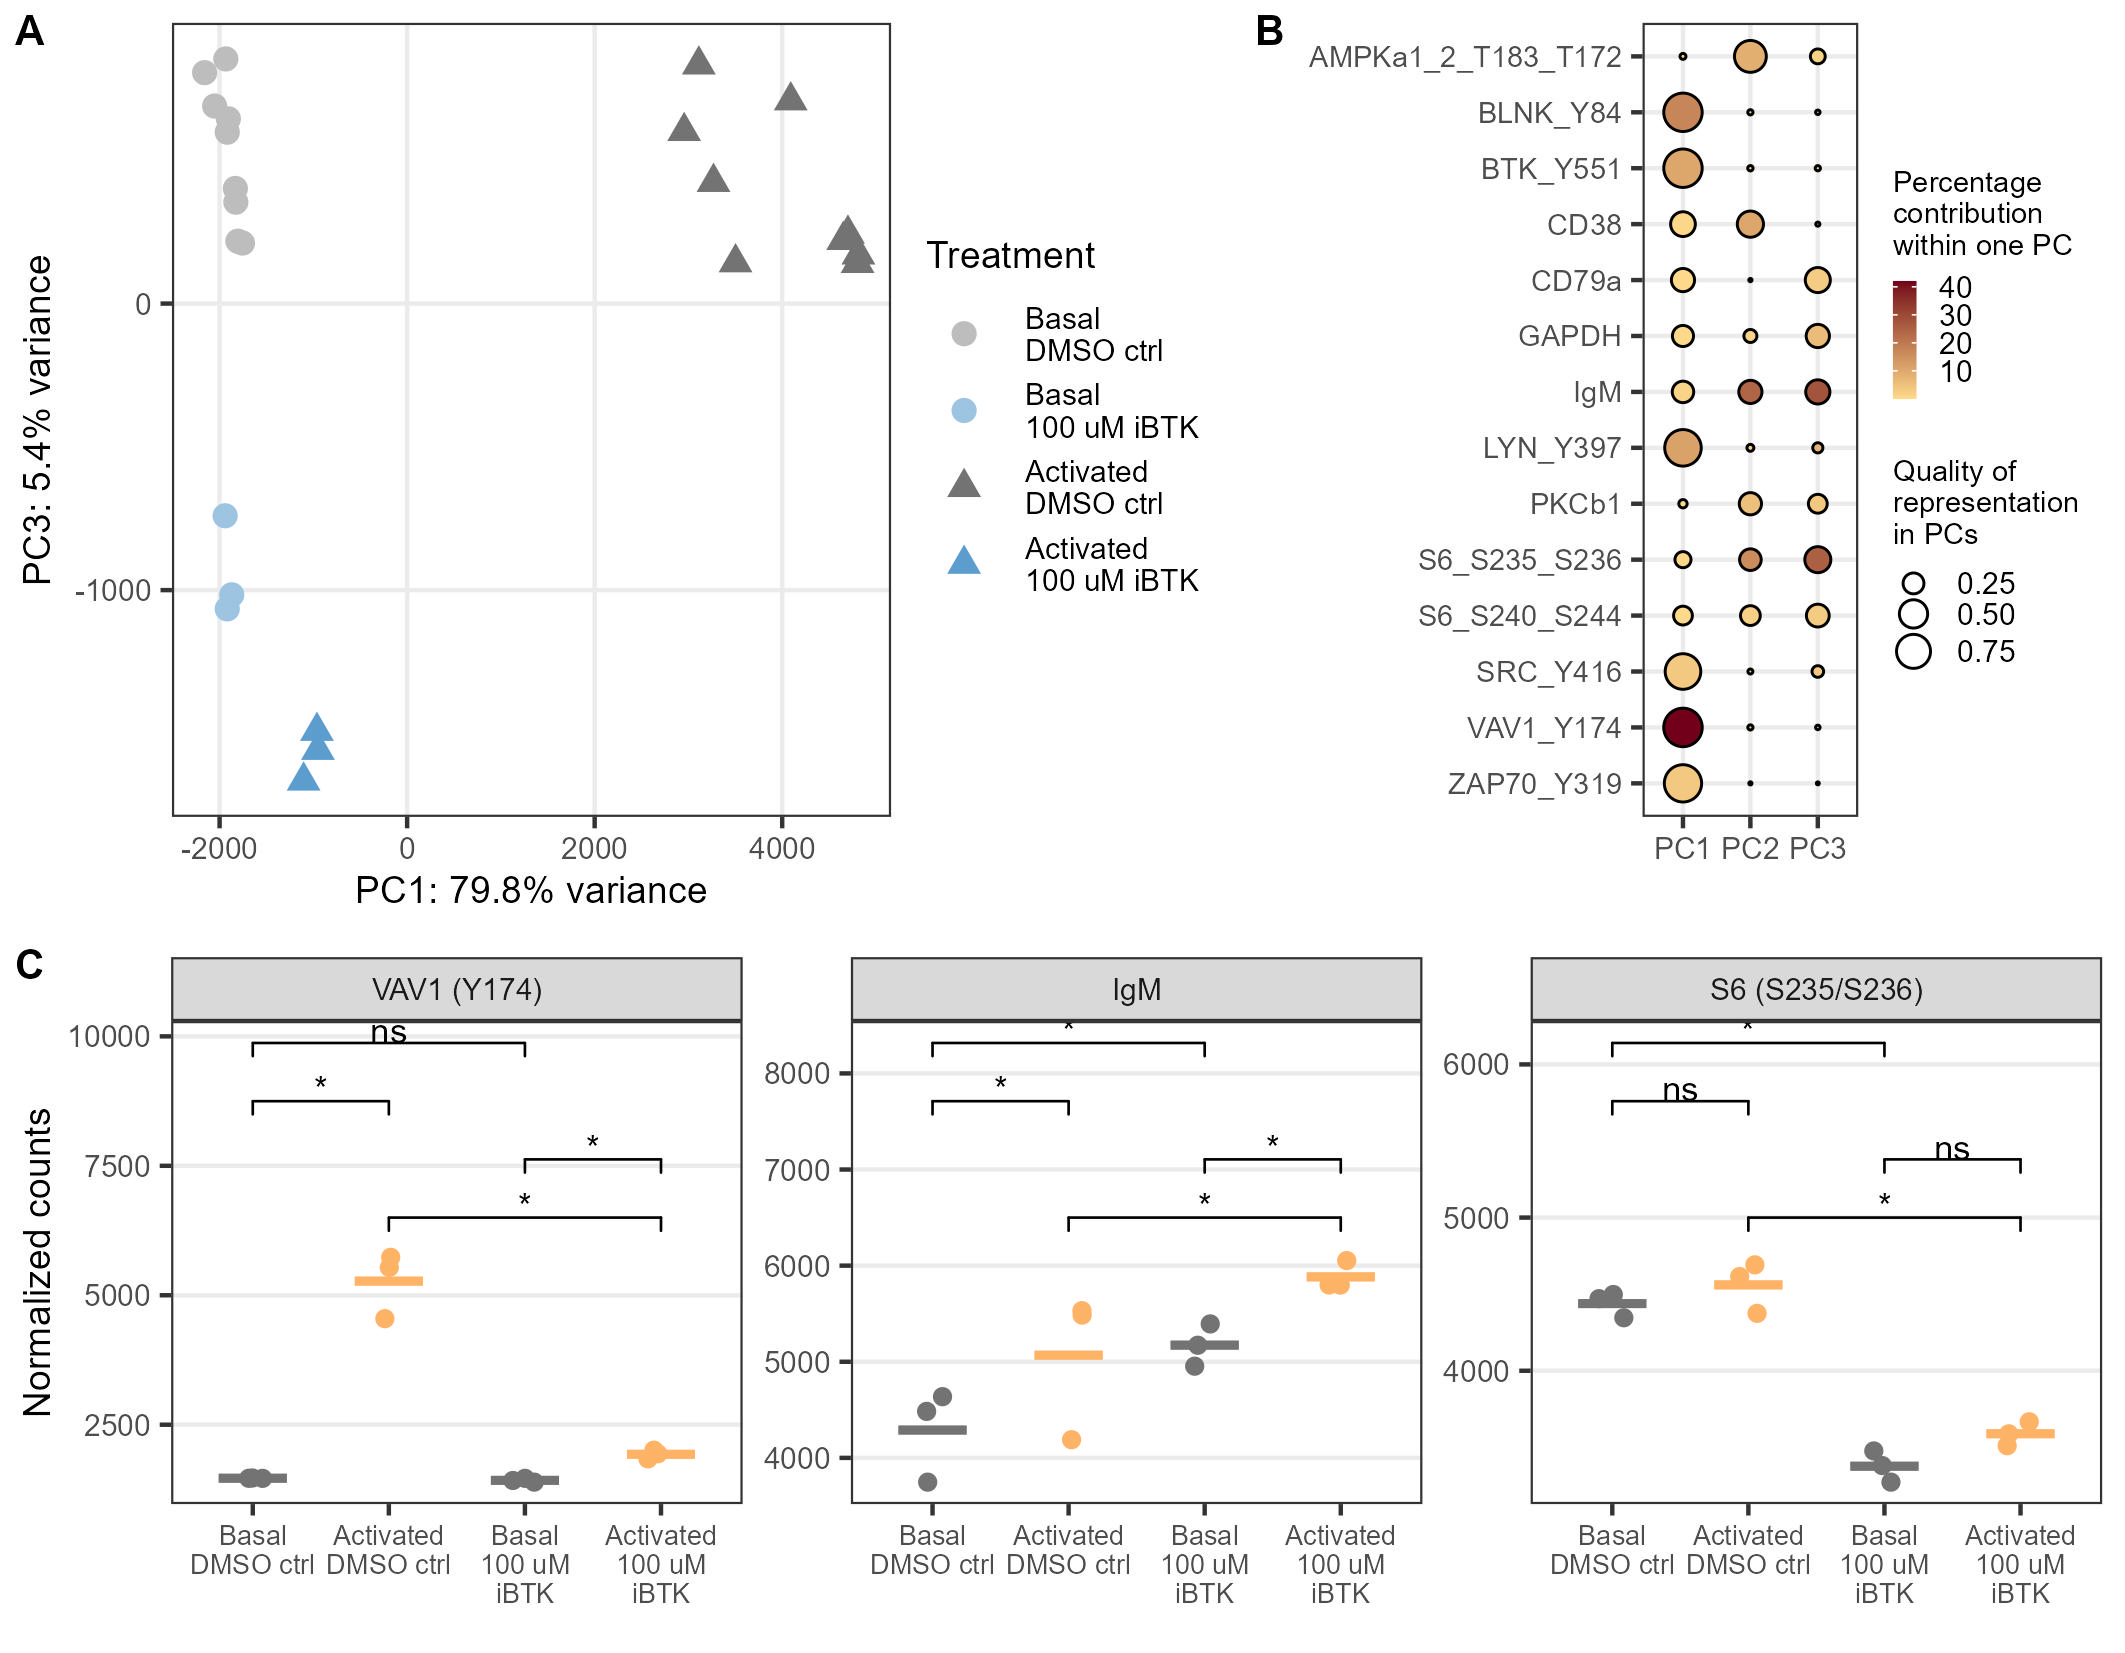 A
PC3: 5.4% variance
0
-1000
-2000
0
2000
4000
PC1: 79.8% variance
Treatment
Basal
DMSO ctrl
Basal
100 uM iBTK
Activated
DMSO ctrl
Activated
100 uM iBTK
B
AMPKa1_2_T183_T172
BLNK_Y84
BTK_Y551
CD38
CD79a
GAPDH
IgM
LYN_Y397
PKCb1
S6_S235_S236
S6_S240_S244
SRC_Y416
VAV1_Y174
ZAP70_Y319
PC1 PC2 PC3
Percentage
contribution
within one PC
40
30
20
10
Quality of
representation
in PCs
0.25
0.50
0.75
C
Normalized counts
VAV1 (Y174)
10000
7500
5000
2500
ns
*
*
*
Basal
DMSO ctrl
Activated
DMSO ctrl
Basal
100 uM
iBTK
Activated
100 uM
iBTK
IgM
8000
7000
6000
5000
4000
*
*
*
*
Basal
DMSO ctrl
Activated
DMSO ctrl
Basal
100 uM
iBTK
Activated
100 uM
iBTK
S6 (S235/S236)
6000
5000
4000
*
ns
ns
*
Basal
DMSO ctrl
Activated
DMSO ctrl
Basal
100 uM
iBTK
Activated
100 uM
iBTK